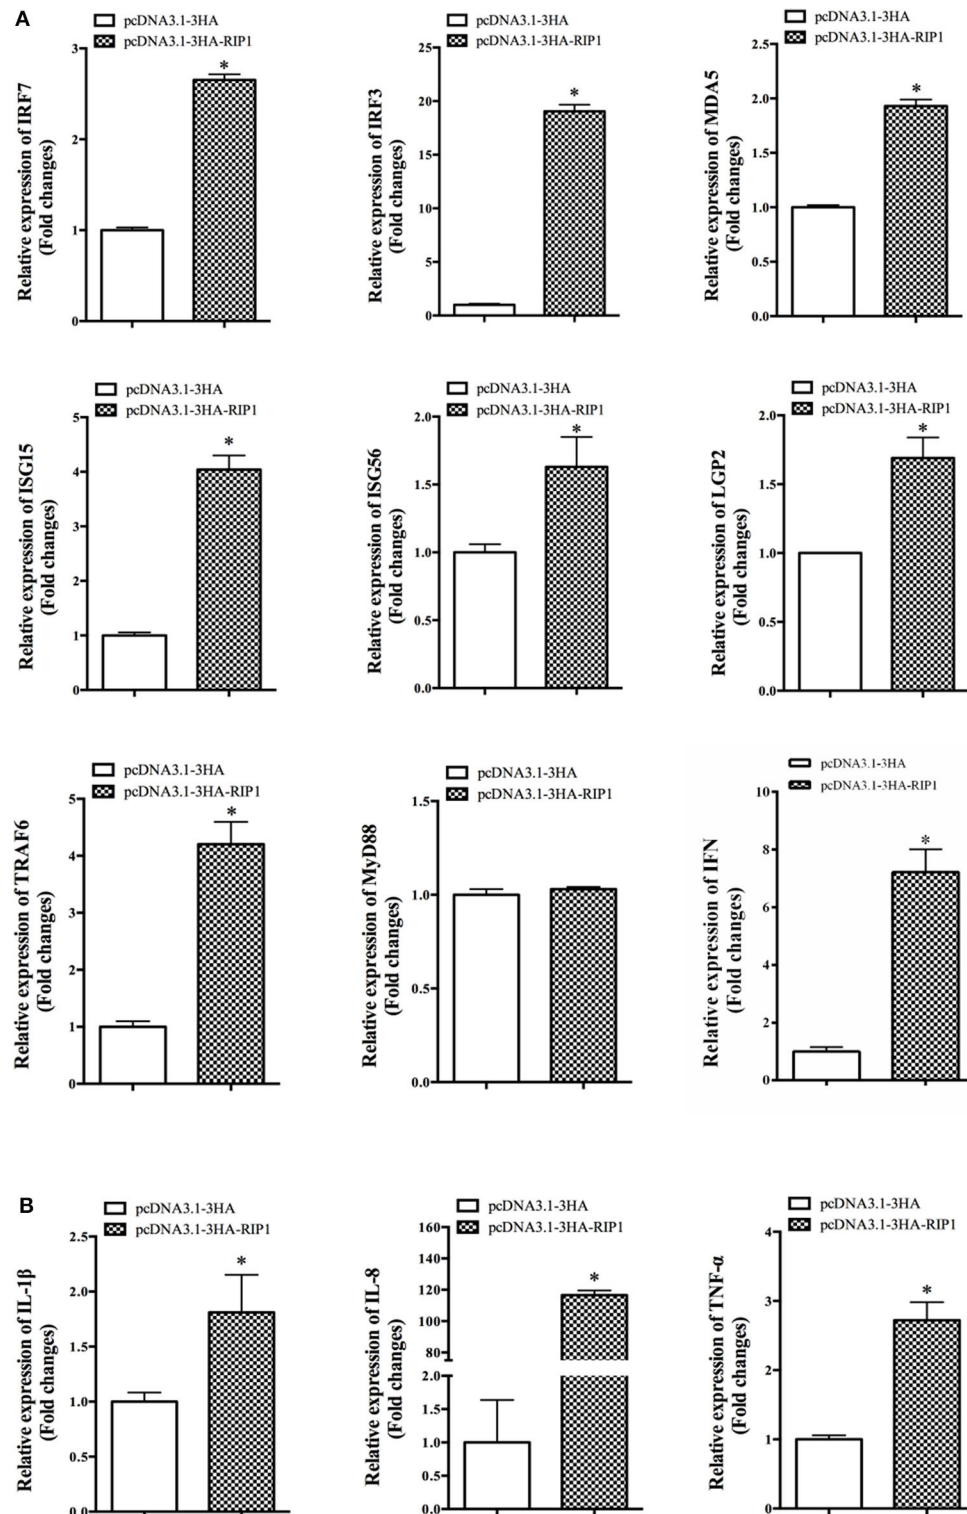 A
pcDNA3.1-3HA
pcDNA3.1-3HA-RIP1
Relative expression of IRF7
(Fold changes)
3
2
1
0
*
pcDNA3.1-3HA
pcDNA3.1-3HA-RIP1
Relative expression of IRF3
(Fold changes)
25
20
15
10
5
0
*
pcDNA3.1-3HA
pcDNA3.1-3HA-RIP1
Relative expression of MDA5
(Fold changes)
2.5
2.0
1.5
1.0
0.5
0.0
*
pcDNA3.1-3HA
pcDNA3.1-3HA-RIP1
Relative expression of ISG15
(Fold changes)
5
4
3
2
1
0
*
pcDNA3.1-3HA
pcDNA3.1-3HA-RIP1
Relative expression of ISG56
(Fold changes)
2.0
1.5
1.0
0.5
0.0
*
pcDNA3.1-3HA
pcDNA3.1-3HA-RIP1
Relative expression of LGP2
(Fold changes)
2.0
1.5
1.0
0.5
0.0
*
pcDNA3.1-3HA
pcDNA3.1-3HA-RIP1
Relative expression of TRAF6
(Fold changes)
5
4
3
2
1
0
*
pcDNA3.1-3HA
pcDNA3.1-3HA-RIP1
Relative expression of MyD88
(Fold changes)
1.5
1.0
0.5
0.0
pcDNA3.1-3HA
pcDNA3.1-3HA-RIP1
Relative expression of IFN
(Fold changes)
10
8
6
4
2
0
*
B
pcDNA3.1-3HA
pcDNA3.1-3HA-RIP1
Relative expression of IL-1β
(Fold changes)
2.5
2.0
1.5
1.0
0.5
0.0
*
pcDNA3.1-3HA
pcDNA3.1-3HA-RIP1
Relative expression of IL-8
(Fold changes)
160
140
120
100
80
2.0
1.5
1.0
0.5
0.0
*
pcDNA3.1-3HA
pcDNA3.1-3HA-RIP1
Relative expression of TNF-α
(Fold changes)
4
3
2
1
0
*